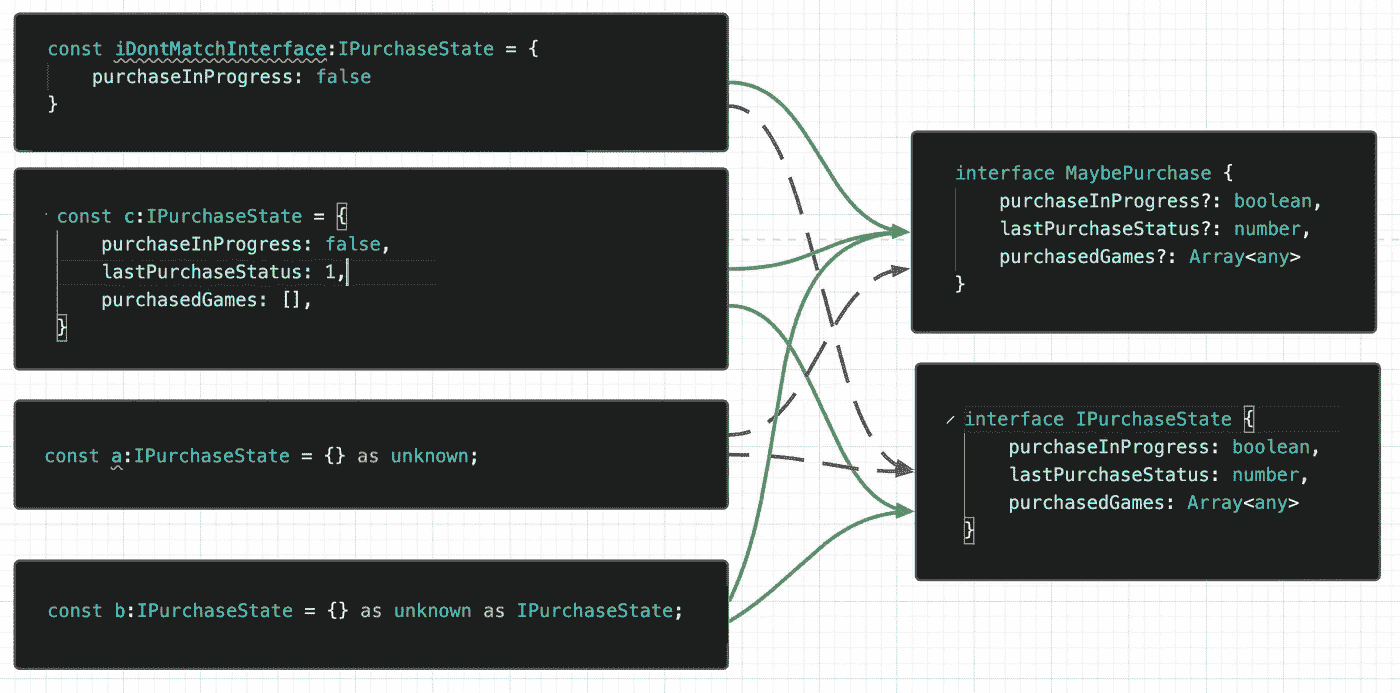 const iDontMatchInterface:IPurchaseState = {
purchaseInProgress: false
}
const c:IPurchaseState = {
purchaseInProgress: false,
lastPurchaseStatus: 1,
purchasedGames: [],
}
const a:IPurchaseState = {} as unknown;
const b:IPurchaseState = {} as unknown as IPurchaseState;
interface MaybePurchase {
purchaseInProgress?: boolean,
lastPurchaseStatus?: number,
purchasedGames?: Array<any>
}
interface IPurchaseState {
purchaseInProgress: boolean,
lastPurchaseStatus: number,
purchasedGames: Array<any>
}